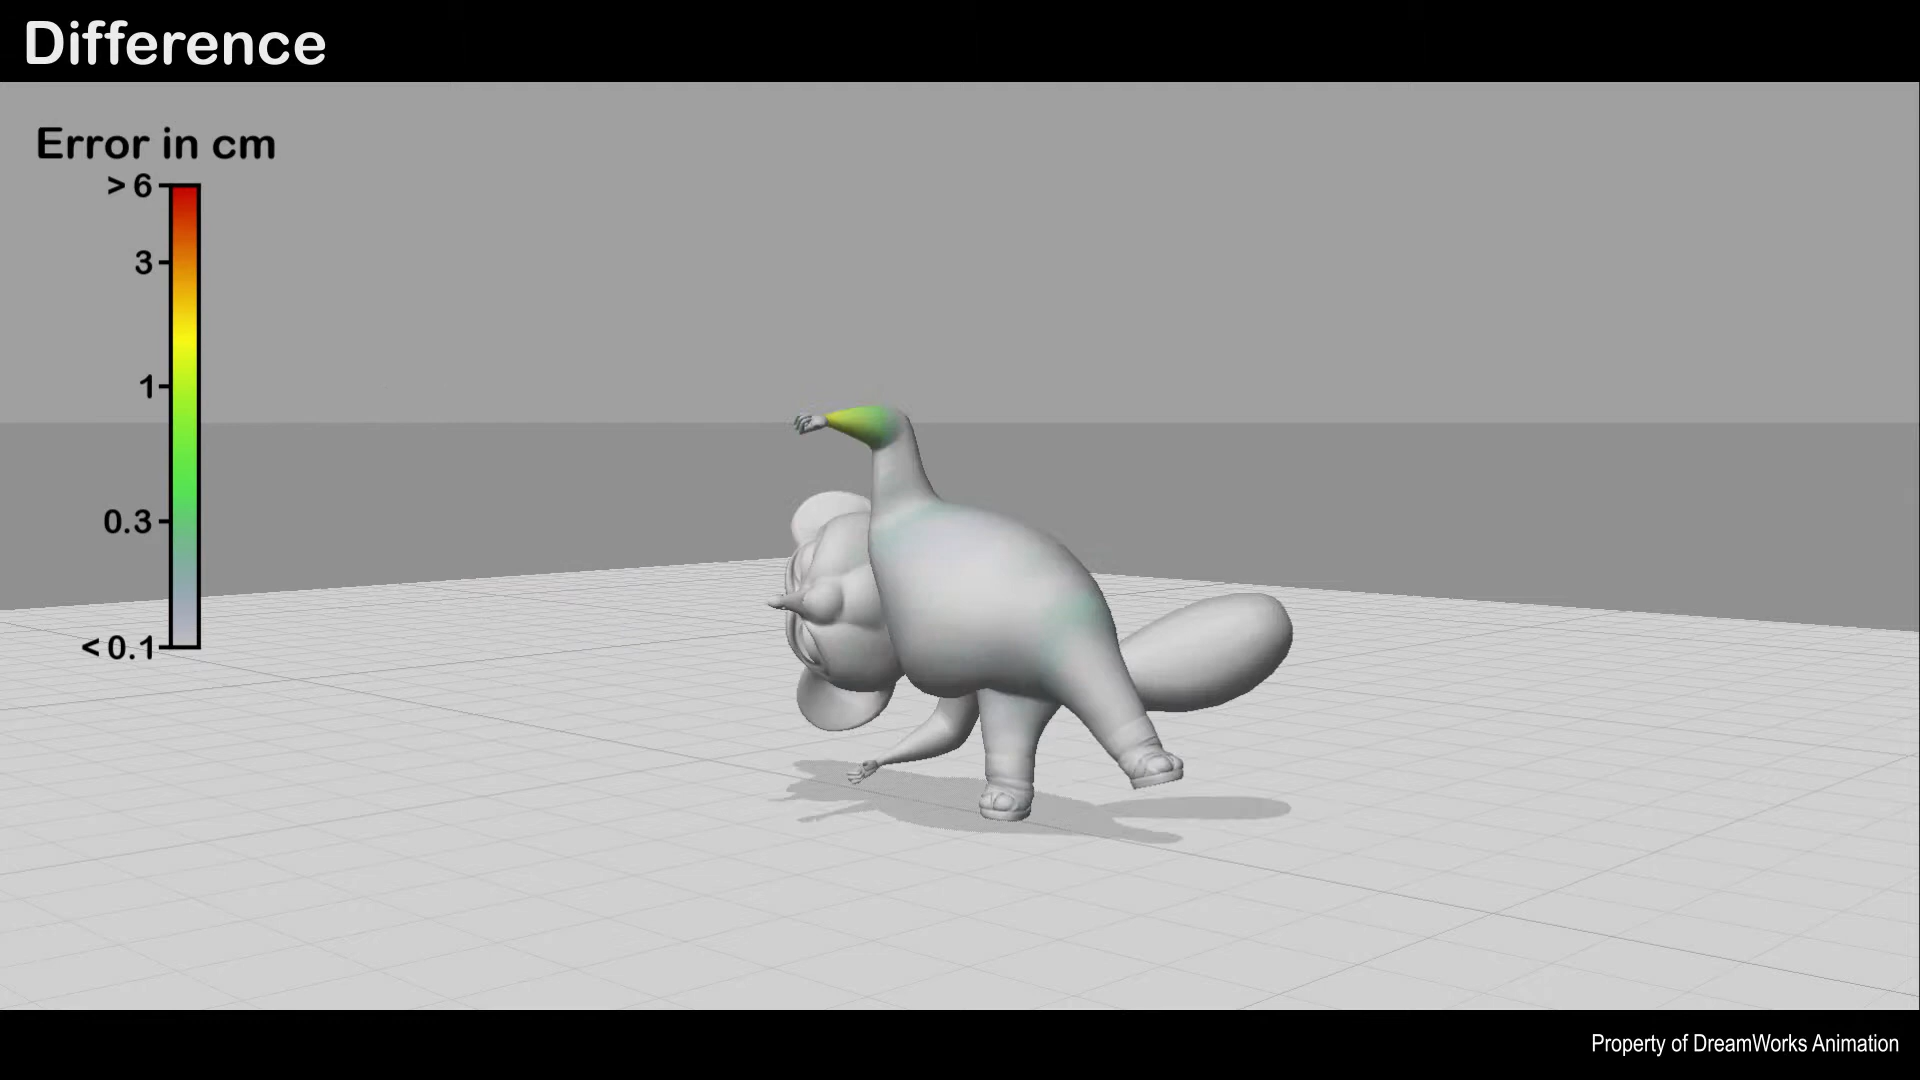 Difference
Error in cm
> 6
3
1
0.3
< 0.1
Property of DreamWorks Animation